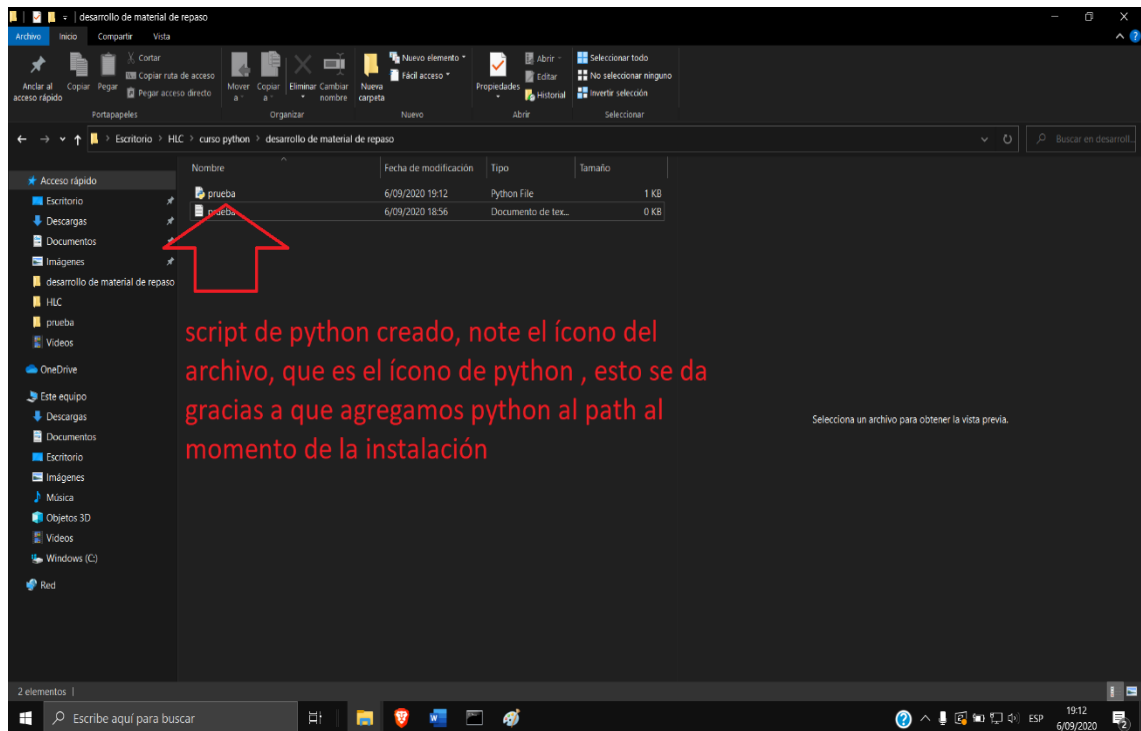 desarrollo de material de repaso
Archivo Inicio Compartir Vista
Anclar al acceso rápido
Copiar
Pegar
Cortar
Copiar ruta de acceso
Pegar acceso directo
Portapapeles
Mover a
Copiar a
Eliminar
Cambiar nombre
Organizar
Nueva carpeta
Nuevo elemento
Fácil acceso
Nuevo
Propiedades
Abrir
Editar
Historial
Abrir
Seleccionar todo
No seleccionar ninguno
Invertir selección
Seleccionar
Escritorio > HLC > curso python > desarrollo de material de repaso
Buscar en desarroll...
Nombre Fecha de modificación Tipo Tamaño
prueba 6/09/2020 19:12 Python File 1 KB
prueba 6/09/2020 18:56 Documento de tex... 0 KB
Acceso rápido
Escritorio
Descargas
Documentos
Imágenes
desarrollo de material de repaso
HLC
prueba
Videos
OneDrive
Este equipo
Descargas
Documentos
Escritorio
Imágenes
Música
Objetos 3D
Videos
Windows (C:)
Red
script de python creado, note el ícono del
archivo, que es el ícono de python , esto se da
gracias a que agregamos python al path al
momento de la instalación
Selecciona un archivo para obtener la vista previa.
2 elementos
Escribe aquí para buscar
ESP
19:12
6/09/2020
2